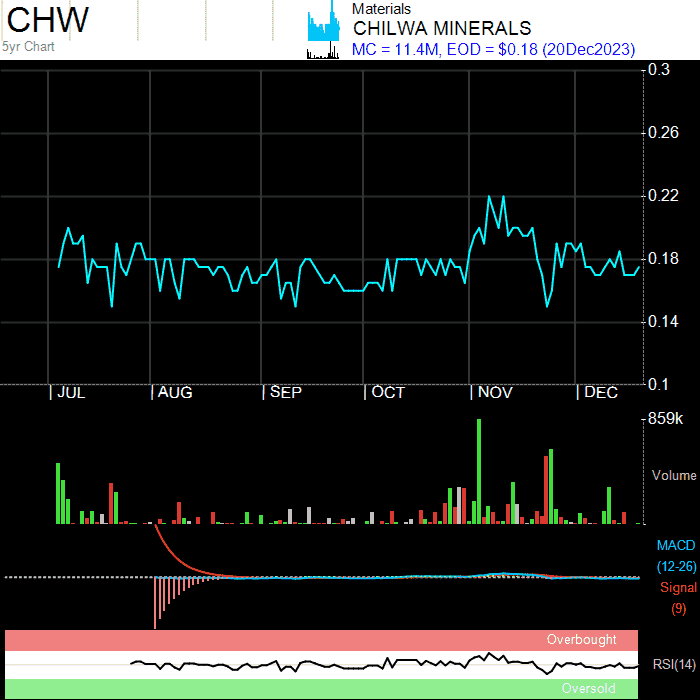 CHW
5yr Chart
Materials
CHILWA MINERALS
MC = 11.4M, EOD = $0.18 (20Dec2023)
0.3
0.26
0.22
0.18
0.14
0.1
| JUL | AUG | SEP | OCT | NOV | DEC
859k
Volume
MACD
(12-26)
Signal
(9)
Overbought
RSI(14)
Oversold